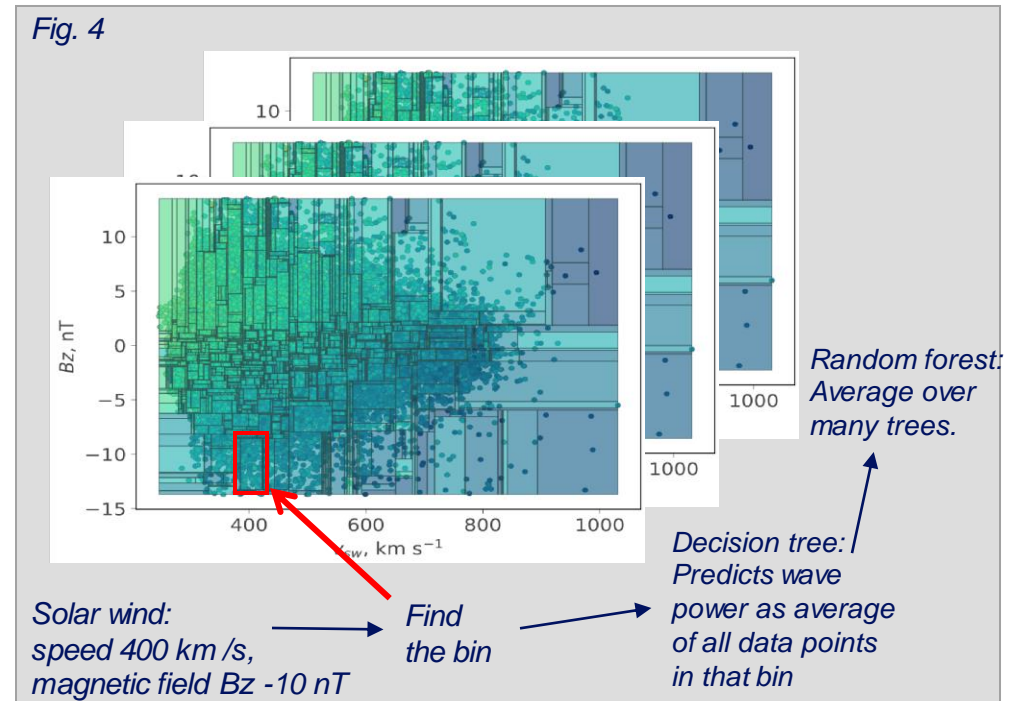 Fig. 4
10
10
1000
1000
Bz, nT
10
5
0
−5
−10
−15
400
600
800
1000
km s⁻¹
Random forest:
Average over
many trees.
Solar wind:
speed 400 km /s,
magnetic field Bz -10 nT
Find
the bin
Decision tree:
Predicts wave
power as average
of all data points
in that bin